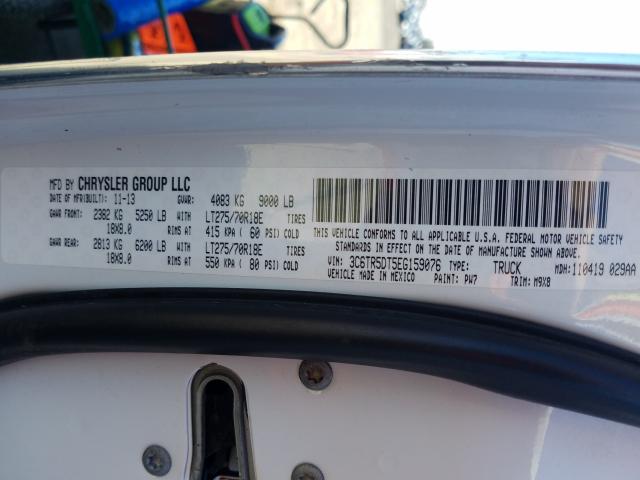 MFD BY CHRYSLER GROUP LLC
DATE OF MFR(BUILT): 11-13 GVWR: 4083 KG 9000 LB
GAWR FRONT: 2382 KG 5250 LB WITH LT275/70R18E TIRES
18X8.0 RIMS AT 415 KPA ( 60 PSI) COLD
GAWR REAR: 2813 KG 6200 LB WITH LT275/70R18E TIRES
18X8.0 RIMS AT 550 KPA ( 80 PSI) COLD
THIS VEHICLE CONFORMS TO ALL APPLICABLE U.S.A. FEDERAL MOTOR VEHICLE SAFETY
STANDARDS IN EFFECT ON THE DATE OF MANUFACTURE SHOWN ABOVE.
VIN: 3C6TR5DT5EG159076 TYPE: TRUCK MDH: 110419 029AA
VEHICLE MADE IN MEXICO PAINT: PW7 TRIM: M9X8